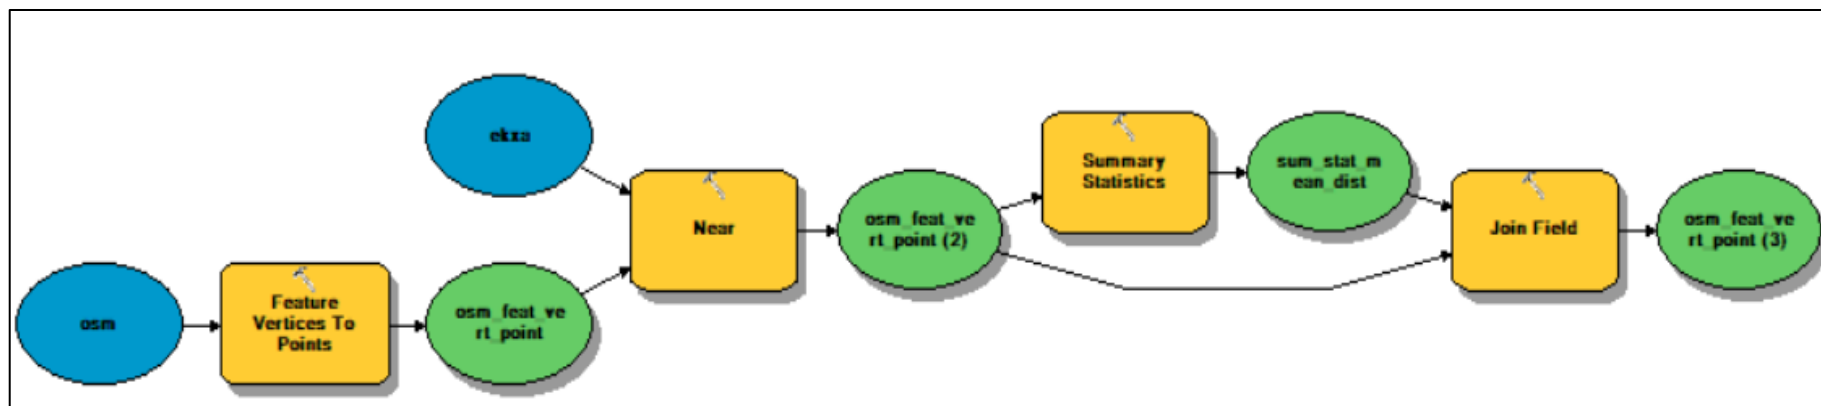 ekxa
osm
Feature
Vertices To
Points
osm_feat_ve
rt_point
Near
osm_feat_ve
rt_point (2)
Summary
Statistics
sum_stat_m
ean_dist
Join Field
osm_feat_ve
rt_point (3)